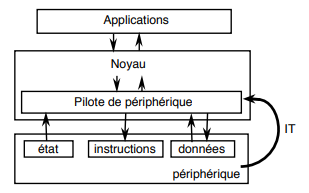 Applications
Noyau
Pilote de périphérique
IT
état instructions données
périphérique